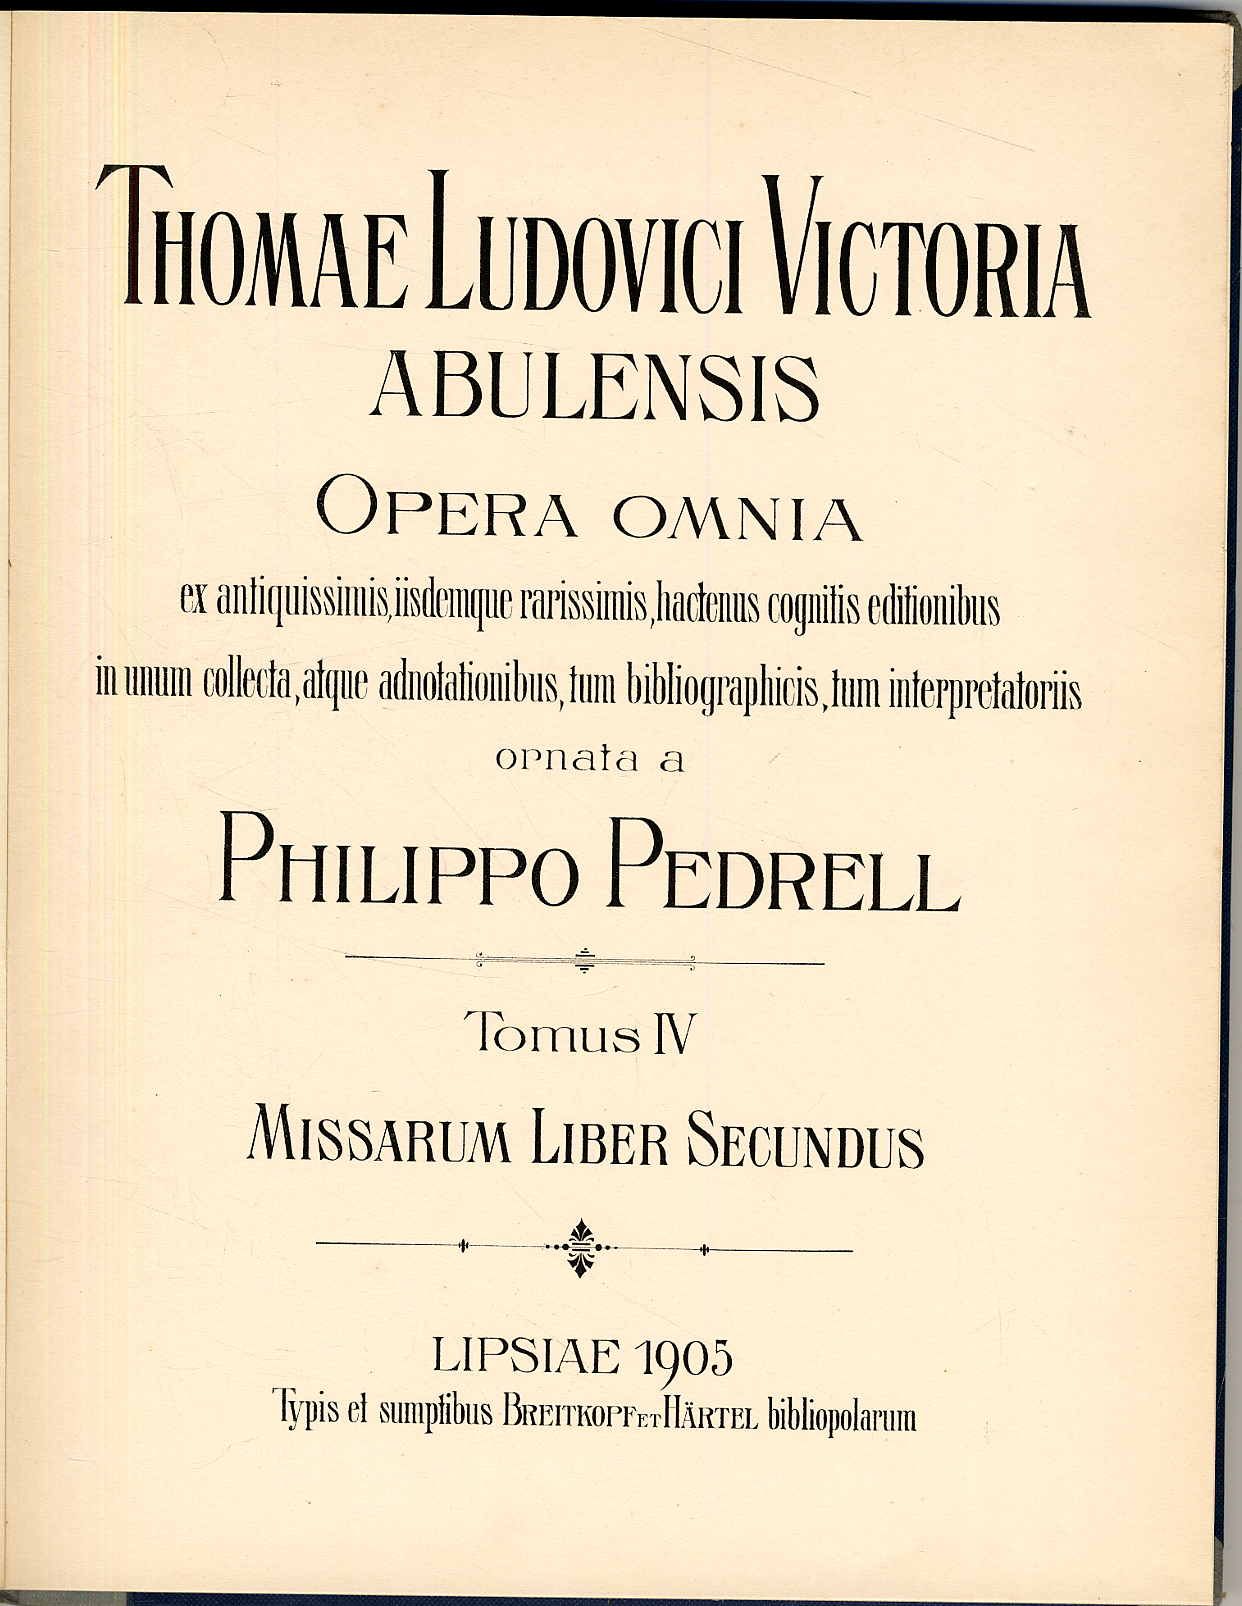 THOMAE LUDOVICI VICTORIA
ABULENSIS
OPERA OMNIA
ex antiquissimis, iisdemque rarissimis, hactenus cognitis editionibus
in unum collecta, atque adnotationibus, tum bibliographicis, tum interpretatoriis
ornata a
PHILIPPO PEDRELL
Tomus IV
MISSARUM LIBER SECUNDUS
LIPSIAE 1905
Typis et sumptibus BREITKOPF ET HÄRTEL bibliopolarum